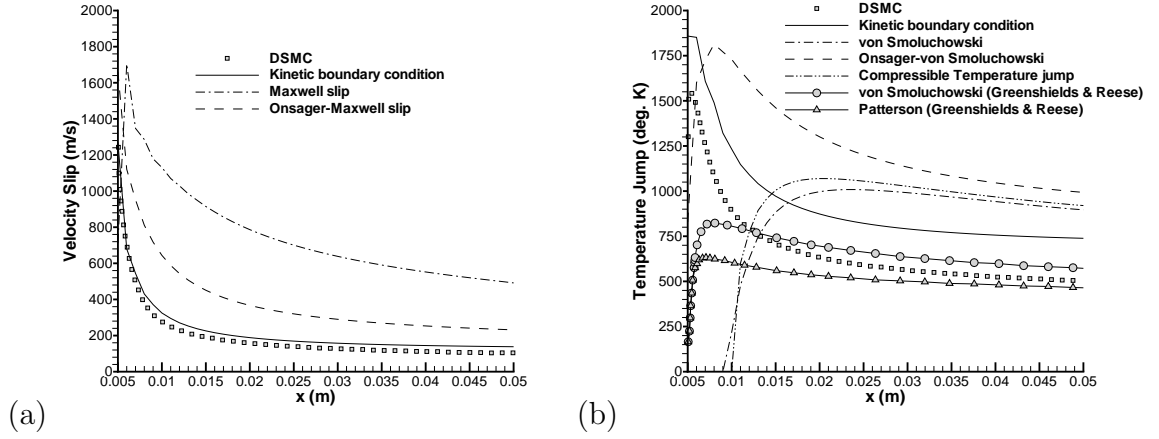 DSMC
Kinetic boundary condition
Maxwell slip
Onsager-Maxwell slip
Velocity Slip (m/s)
2000
1800
1600
1400
1200
1000
800
600
400
200
0
0.005 0.01 0.015 0.02 0.025 0.03 0.035 0.04 0.045 0.05
x (m)
(a)
DSMC
Kinetic boundary condition
von Smoluchowski
Onsager-von Smoluchowski
Compressible Temperature jump
von Smoluchowski (Greenshields & Reese)
Patterson (Greenshields & Reese)
Temperature Jump (deg. K)
2000
1750
1500
1250
1000
750
500
250
0
0.005 0.01 0.015 0.02 0.025 0.03 0.035 0.04 0.045 0.05
x (m)
(b)